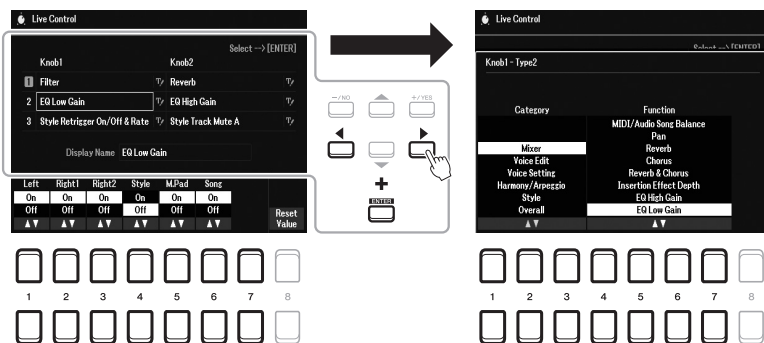 Live Control
Select --> [ENTER]
Knob1 Knob2
1 Filter Reverb
2 EQ Low Gain EQ High Gain
3 Style Retrigger On/Off & Rate Style Track Mute A
Display Name EQ Low Gain
Left Right1 Right2 Style M.Pad Song
On On On On On On
Off Off Off Off Off Off
Reset Value
1 2 3 4 5 6 7 8
-/NO +/YES
+
ENTER
Live Control
Select --> [ENTER]
Knob1 - Type2
Category Function
MIDI/Audio Song Balance
Pan
Mixer Reverb
Voice Edit Chorus
Voice Setting Reverb & Chorus
Harmony/Arpeggio Insertion Effect Depth
Style EQ High Gain
Overall EQ Low Gain
1 2 3 4 5 6 7 8